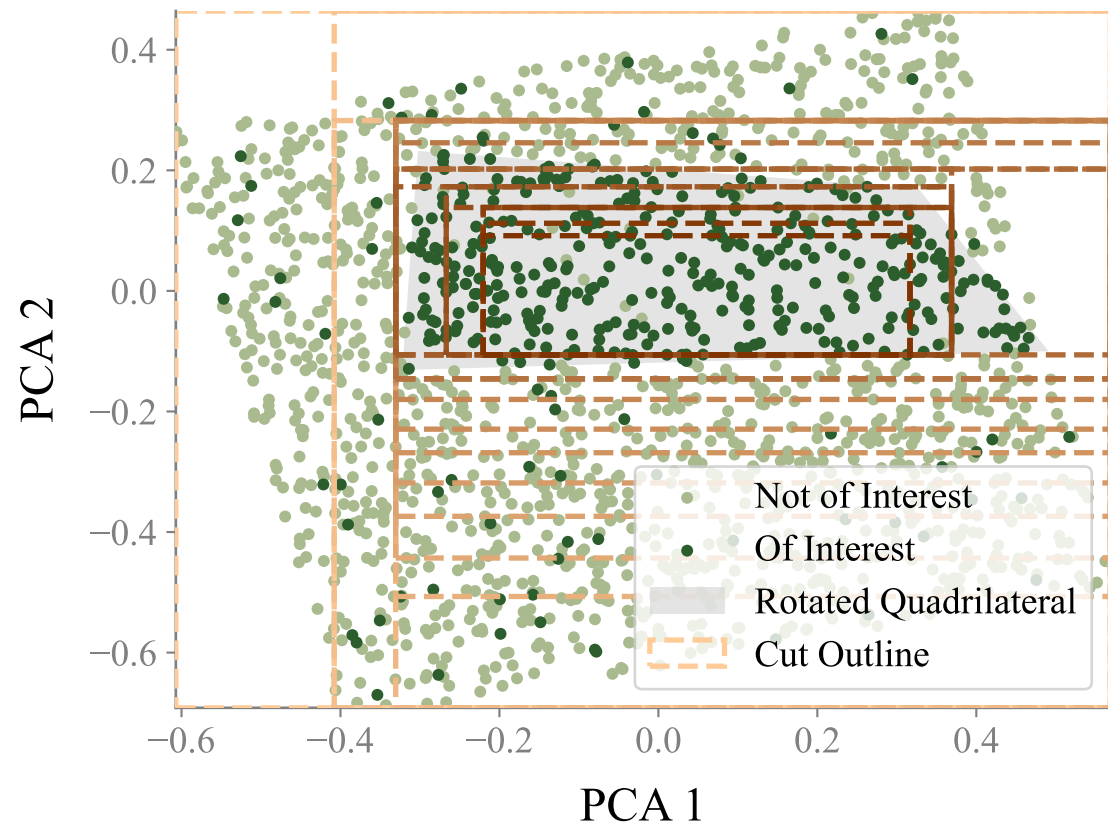 0.4
0.2
0.0
−0.2
−0.4
−0.6
PCA 2
Not of Interest
Of Interest
Rotated Quadrilateral
Cut Outline
−0.6
−0.4
−0.2
0.0
0.2
0.4
PCA 1